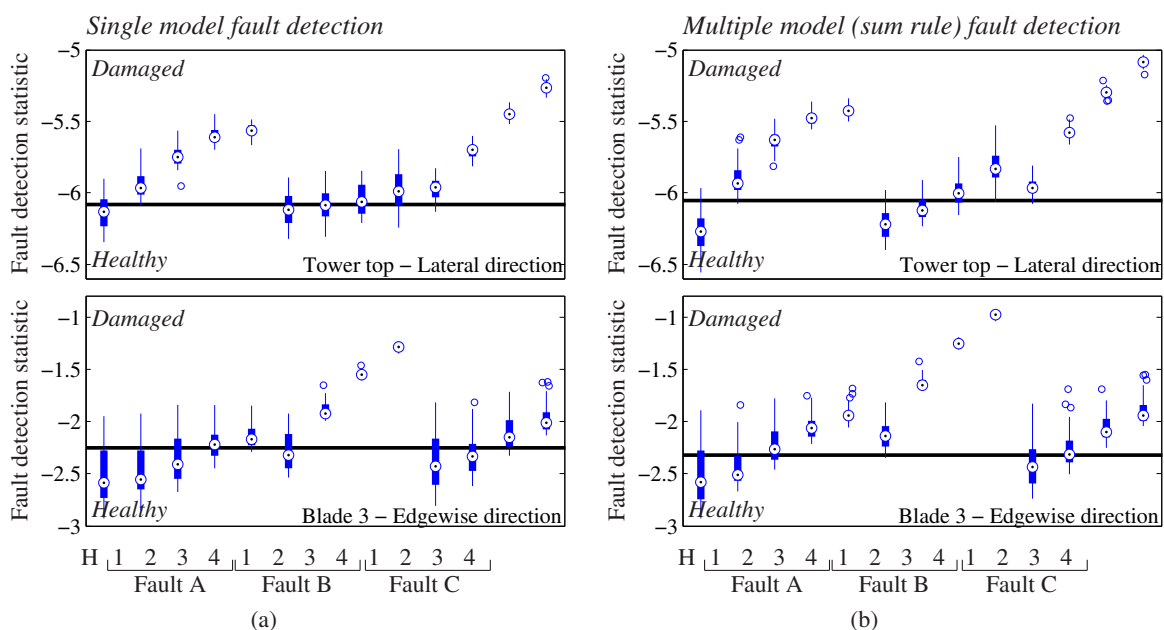 Single model fault detection
Multiple model (sum rule) fault detection
Fault detection statistic
−5
−5.5
−6
−6.5
Damaged
Healthy
Tower top − Lateral direction
Fault detection statistic
−5
−5.5
−6
−6.5
Damaged
Healthy
Tower top − Lateral direction
Fault detection statistic
−1
−1.5
−2
−2.5
−3
Damaged
Healthy
Blade 3 − Edgewise direction
Fault detection statistic
−1
−1.5
−2
−2.5
−3
Damaged
Healthy
Blade 3 − Edgewise direction
H 1 2 3 4 1 2 3 4 1 2 3 4
Fault A Fault B Fault C
H 1 2 3 4 1 2 3 4 1 2 3 4
Fault A Fault B Fault C
(a)
(b)